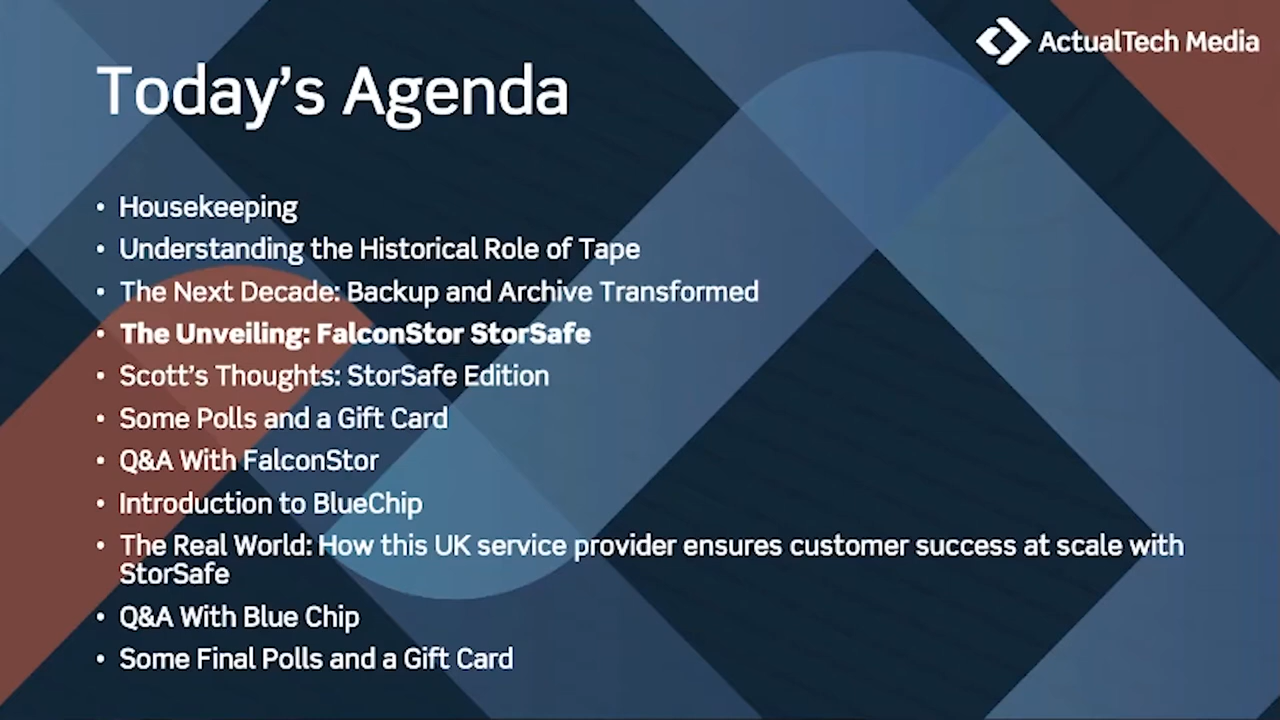 ActualTech Media
Today's Agenda
• Housekeeping
• Understanding the Historical Role of Tape
• The Next Decade: Backup and Archive Transformed
• The Unveiling: FalconStor StorSafe
• Scott's Thoughts: StorSafe Edition
• Some Polls and a Gift Card
• Q&A With FalconStor
• Introduction to BlueChip
• The Real World: How this UK service provider ensures customer success at scale with
StorSafe
• Q&A With Blue Chip
• Some Final Polls and a Gift Card